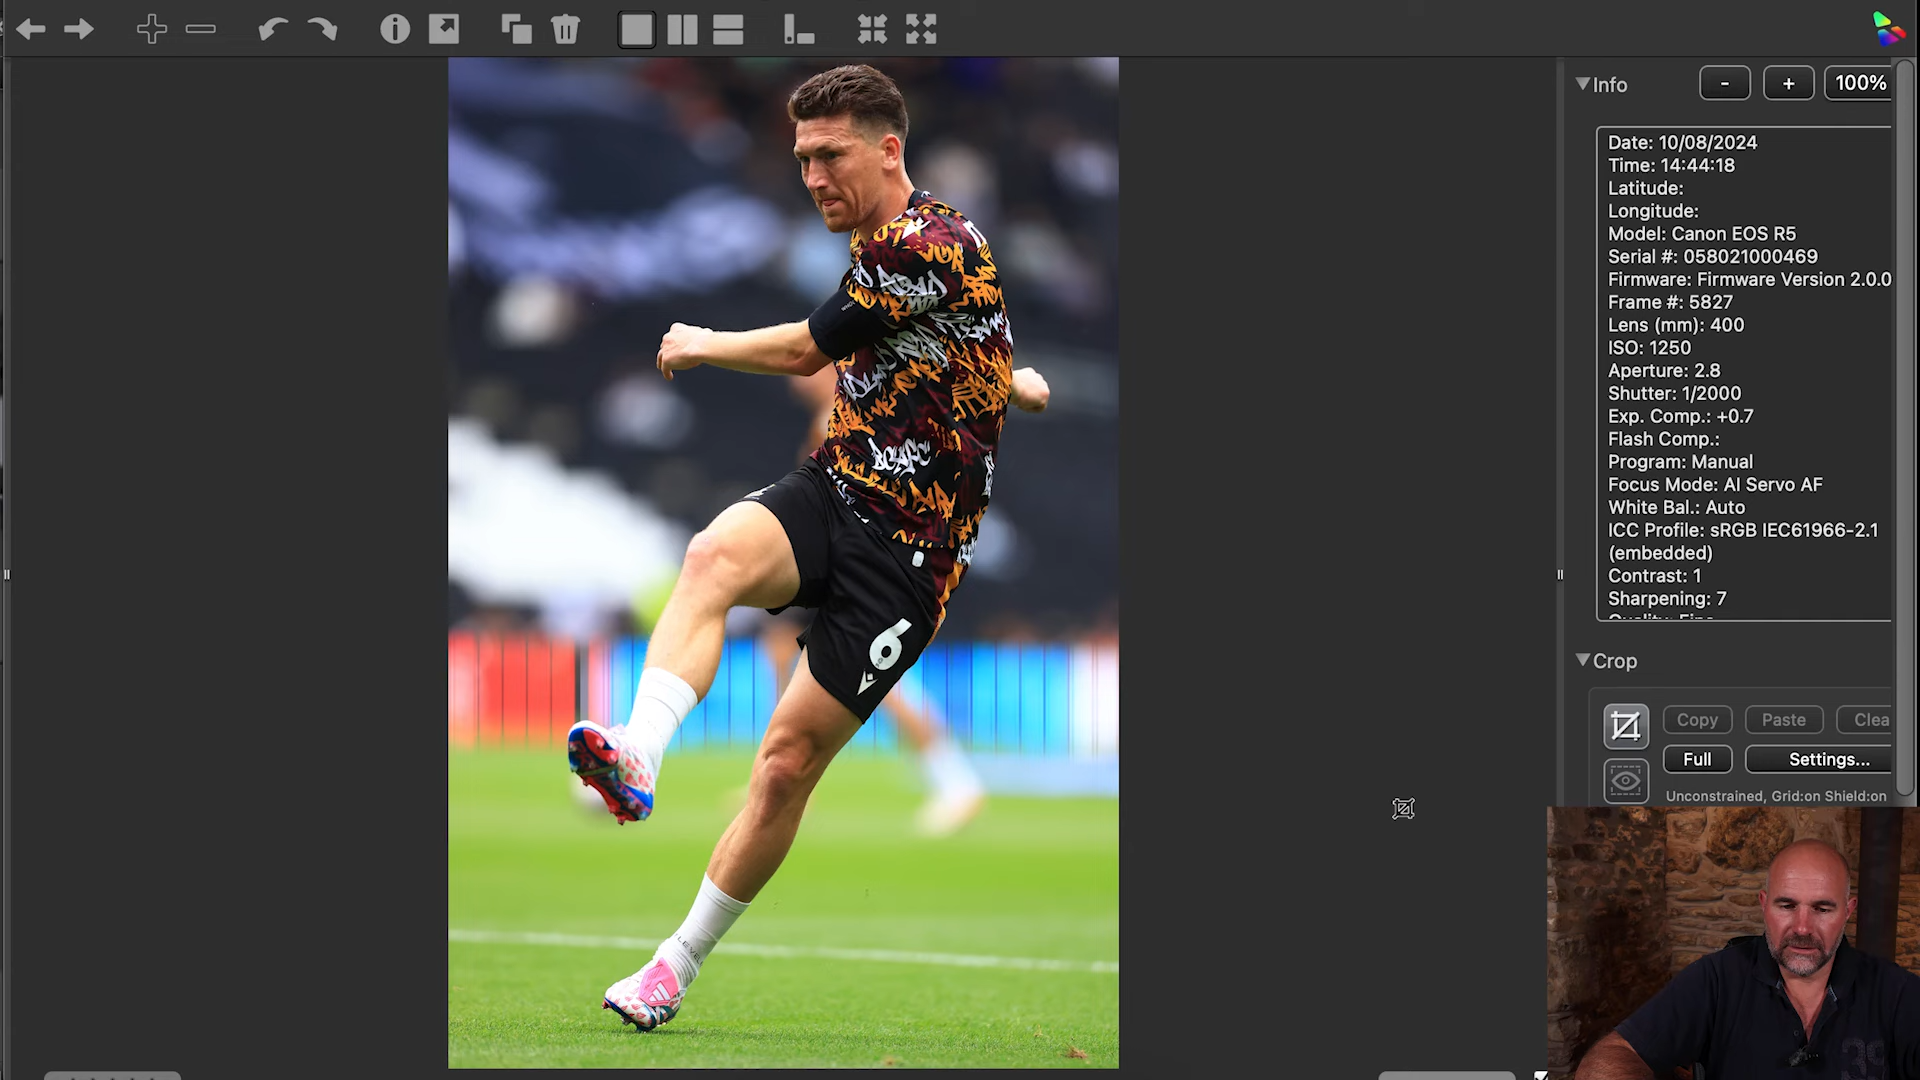 Info
-
+
100%
Date: 10/08/2024
Time: 14:44:18
Latitude:
Longitude:
Model: Canon EOS R5
Serial #: 058021000469
Firmware: Firmware Version 2.0.0
Frame #: 5827
Lens (mm): 400
ISO: 1250
Aperture: 2.8
Shutter: 1/2000
Exp. Comp.: +0.7
Flash Comp.:
Program: Manual
Focus Mode: AI Servo AF
White Bal.: Auto
ICC Profile: sRGB IEC61966-2.1
(embedded)
Contrast: 1
Sharpening: 7
Crop
Copy
Paste
Clea
Full
Settings...
Unconstrained, Grid:on Shield:on
6